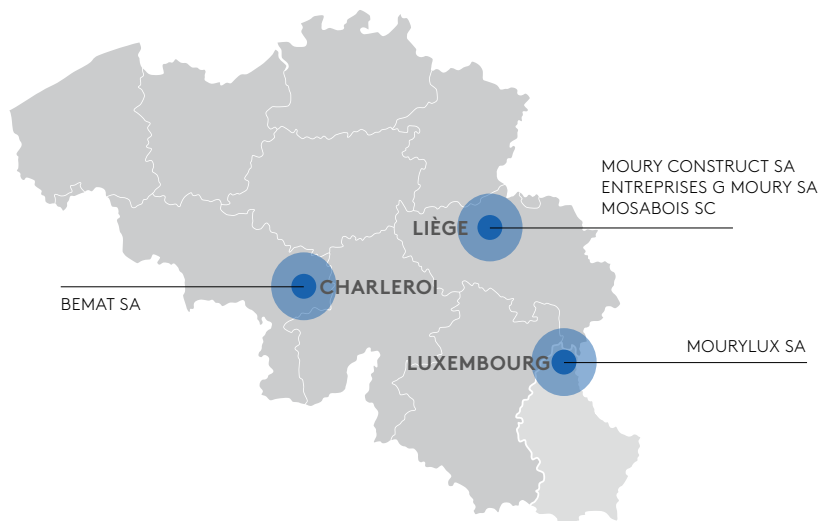 MOURY CONSTRUCT SA
ENTREPRISES G MOURY SA
MOSABOIS SC
LIÈGE
CHARLEROI
BEMAT SA
MOURYLUX SA
LUXEMBOURG